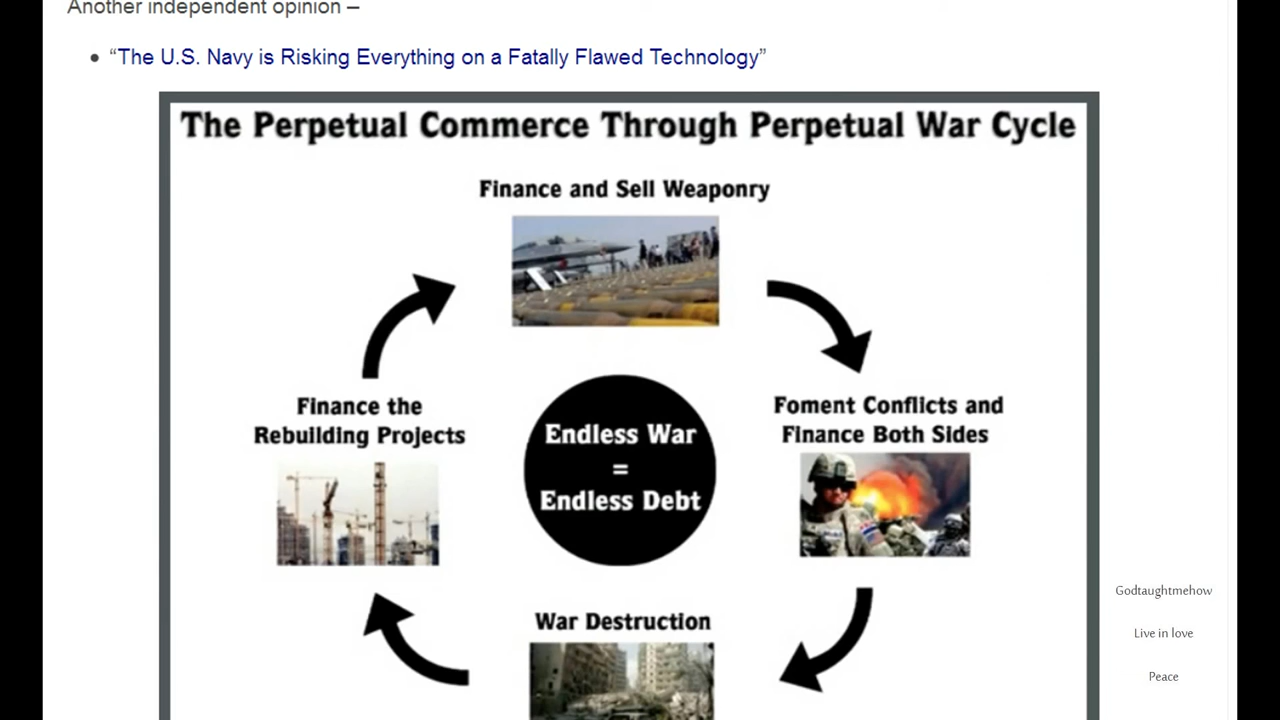 Another independent opinion –
• “The U.S. Navy is Risking Everything on a Fatally Flawed Technology”
The Perpetual Commerce Through Perpetual War Cycle
Finance and Sell Weaponry
Finance the
Rebuilding Projects
Endless War
=
Endless Debt
Foment Conflicts and
Finance Both Sides
War Destruction
Godtaughtmehow
Live in love
Peace